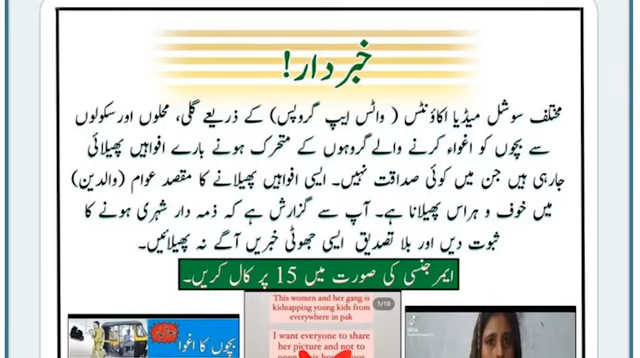 خبردار!
مختلف سوشل میڈیا اکاؤنٹس ( واٹس ایپ گروپس) کے ذریعے گلی، محلوں اور سکولوں
سے بچوں کو اغواء کرنے والے گروہوں کے متحرک ہونے بارے افواہیں پھیلائی
جارہی ہیں جن میں کوئی صداقت نہیں۔ ایسی افواہیں پھیلانے کا مقصد عوام (والدین)
میں خوف و ہراس پھیلانا ہے۔ آپ سے گزارش ہے کہ ذمہ دار شہری ہونے کا
ثبوت دیں اور بلا تصدیق ایسی جھوٹی خبریں آگے نہ پھیلائیں۔
ایمرجنسی کی صورت میں 15 پر کال کریں۔
بچوں کا اغوا
This women and her gang is
kidnapping young kids from
everywhere in pak
1/10
I want everyone to share
her picture and not to